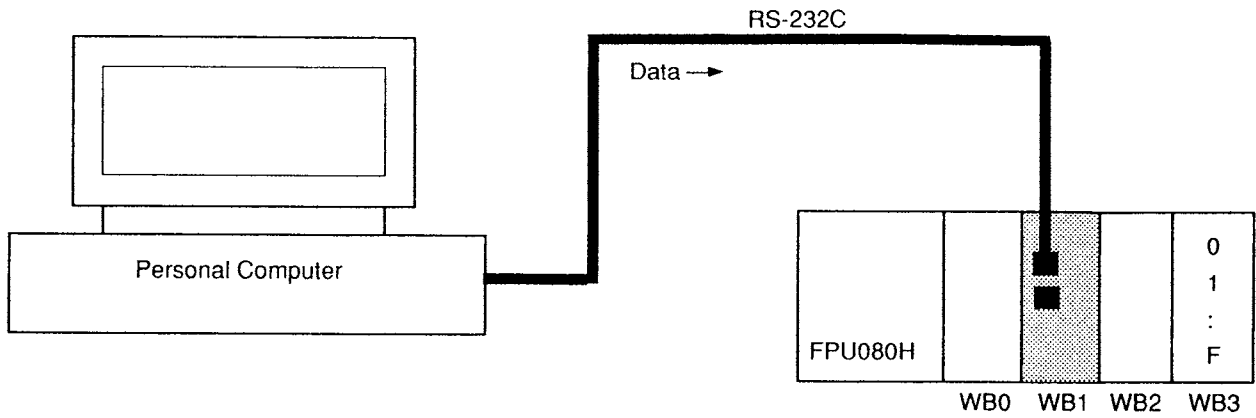 RS-232C
Data →
Personal Computer
0
1
:
F
FPU080H
WB0 WB1 WB2 WB3